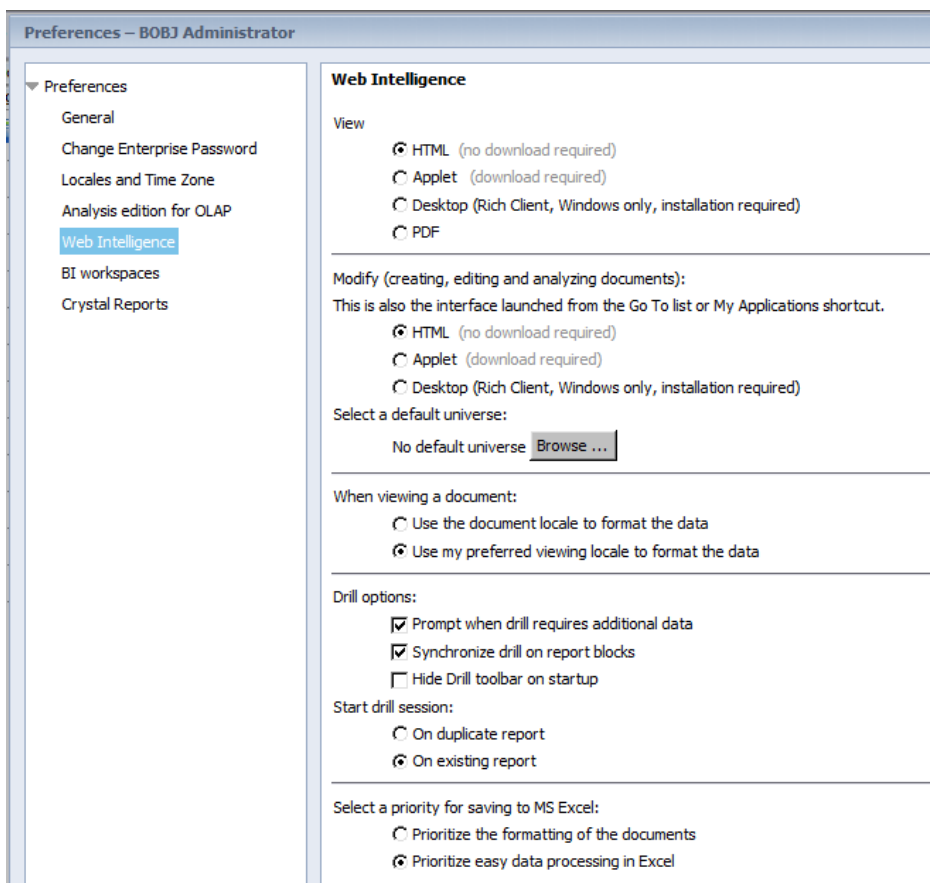 Preferences – BOBJ Administrator
Preferences
General
Change Enterprise Password
Locales and Time Zone
Analysis edition for OLAP
Web Intelligence
BI workspaces
Crystal Reports
Web Intelligence
View
HTML (no download required)
Applet (download required)
Desktop (Rich Client, Windows only, installation required)
PDF
Modify (creating, editing and analyzing documents):
This is also the interface launched from the Go To list or My Applications shortcut.
HTML (no download required)
Applet (download required)
Desktop (Rich Client, Windows only, installation required)
Select a default universe:
No default universe Browse ...
When viewing a document:
Use the document locale to format the data
Use my preferred viewing locale to format the data
Drill options:
Prompt when drill requires additional data
Synchronize drill on report blocks
Hide Drill toolbar on startup
Start drill session:
On duplicate report
On existing report
Select a priority for saving to MS Excel:
Prioritize the formatting of the documents
Prioritize easy data processing in Excel